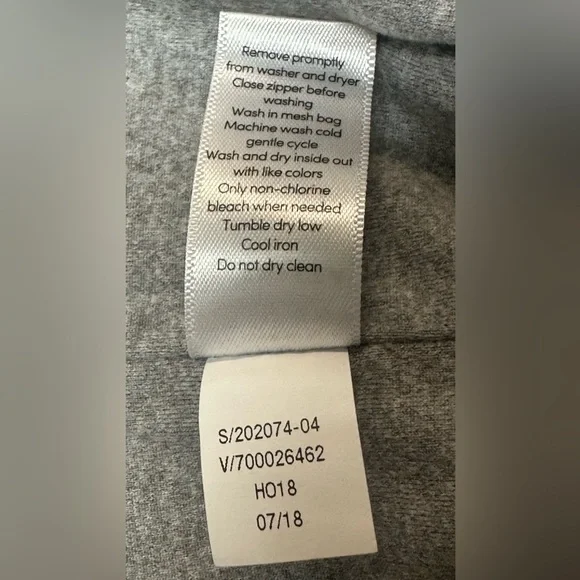 Remove promptly
from washer and dryer
Close zipper before
washing
Wash in mesh bag
Machine wash cold
gentle cycle
Wash and dry inside out
with like colors
Only non-chlorine
bleach when needed
Tumble dry low
Cool iron
Do not dry clean
S/202074-04
V/700026462
HO18
07/18